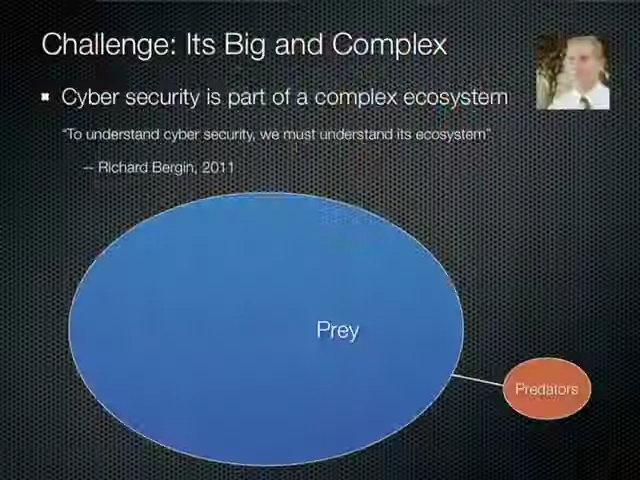 Challenge: Its Big and Complex
Cyber security is part of a complex ecosystem
“To understand cyber security, we must understand its ecosystem”
– Richard Bergin, 2011
Prey
Predators